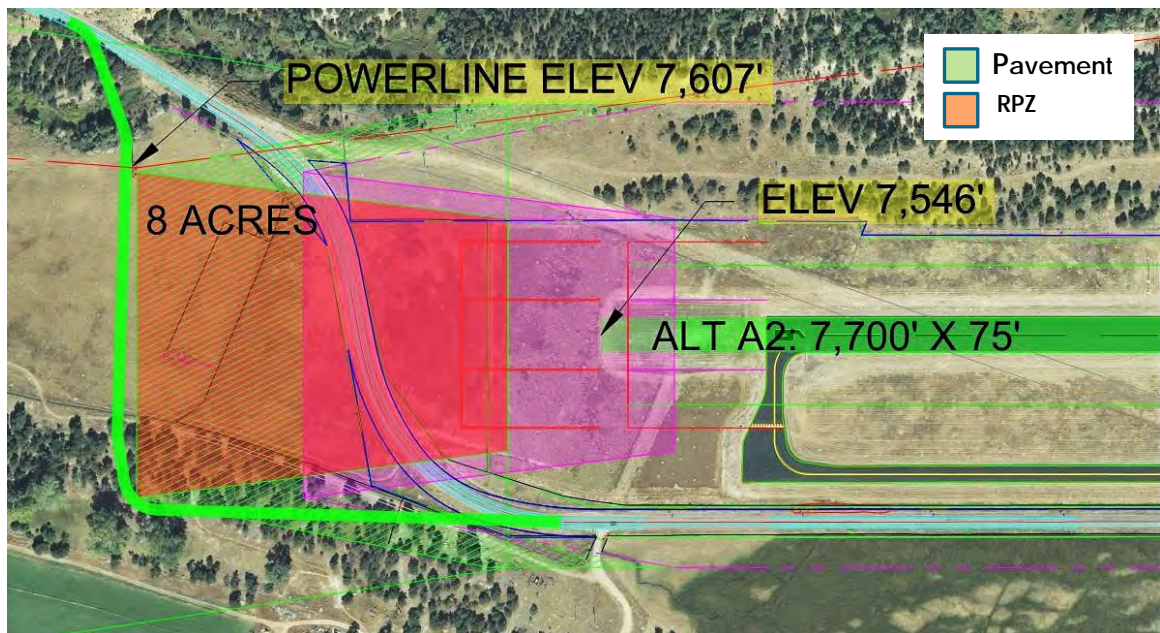 POWERLINE ELEV 7,607'
Pavement
RPZ
8 ACRES
ELEV 7,546'
ALT A2: 7,700' X 75'